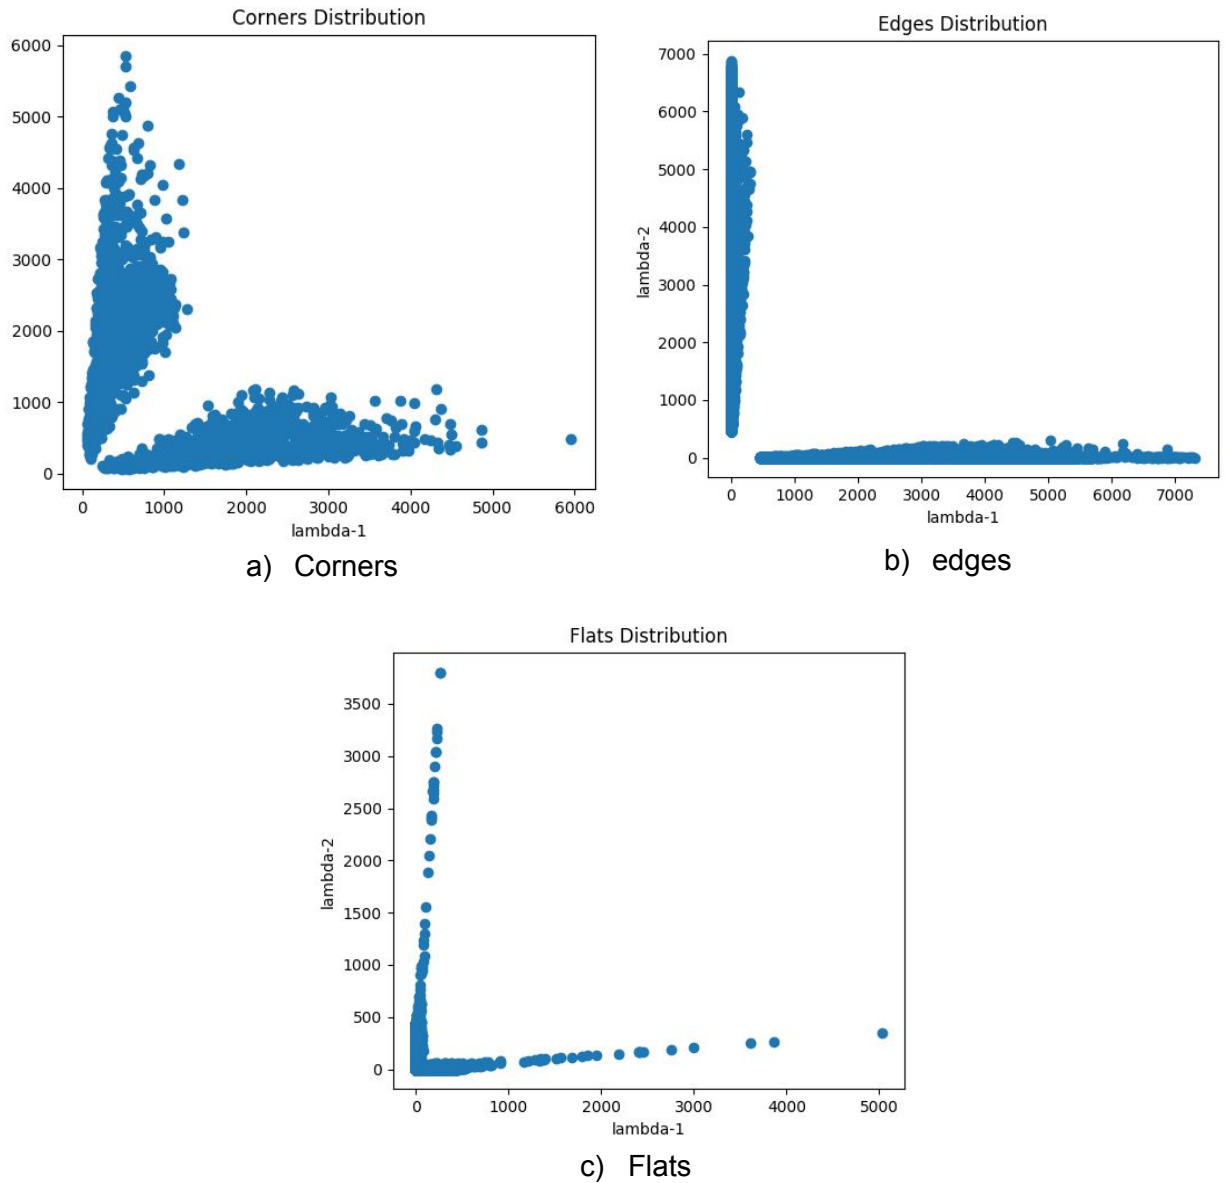 Corners Distribution
6000
5000
4000
3000
2000
1000
0
0 1000 2000 3000 4000 5000 6000
lambda-1
a) Corners
Edges Distribution
lambda-2
7000
6000
5000
4000
3000
2000
1000
0
0 1000 2000 3000 4000 5000 6000 7000
lambda-1
b) edges
Flats Distribution
lambda-2
3500
3000
2500
2000
1500
1000
500
0
0 1000 2000 3000 4000 5000
lambda-1
c) Flats